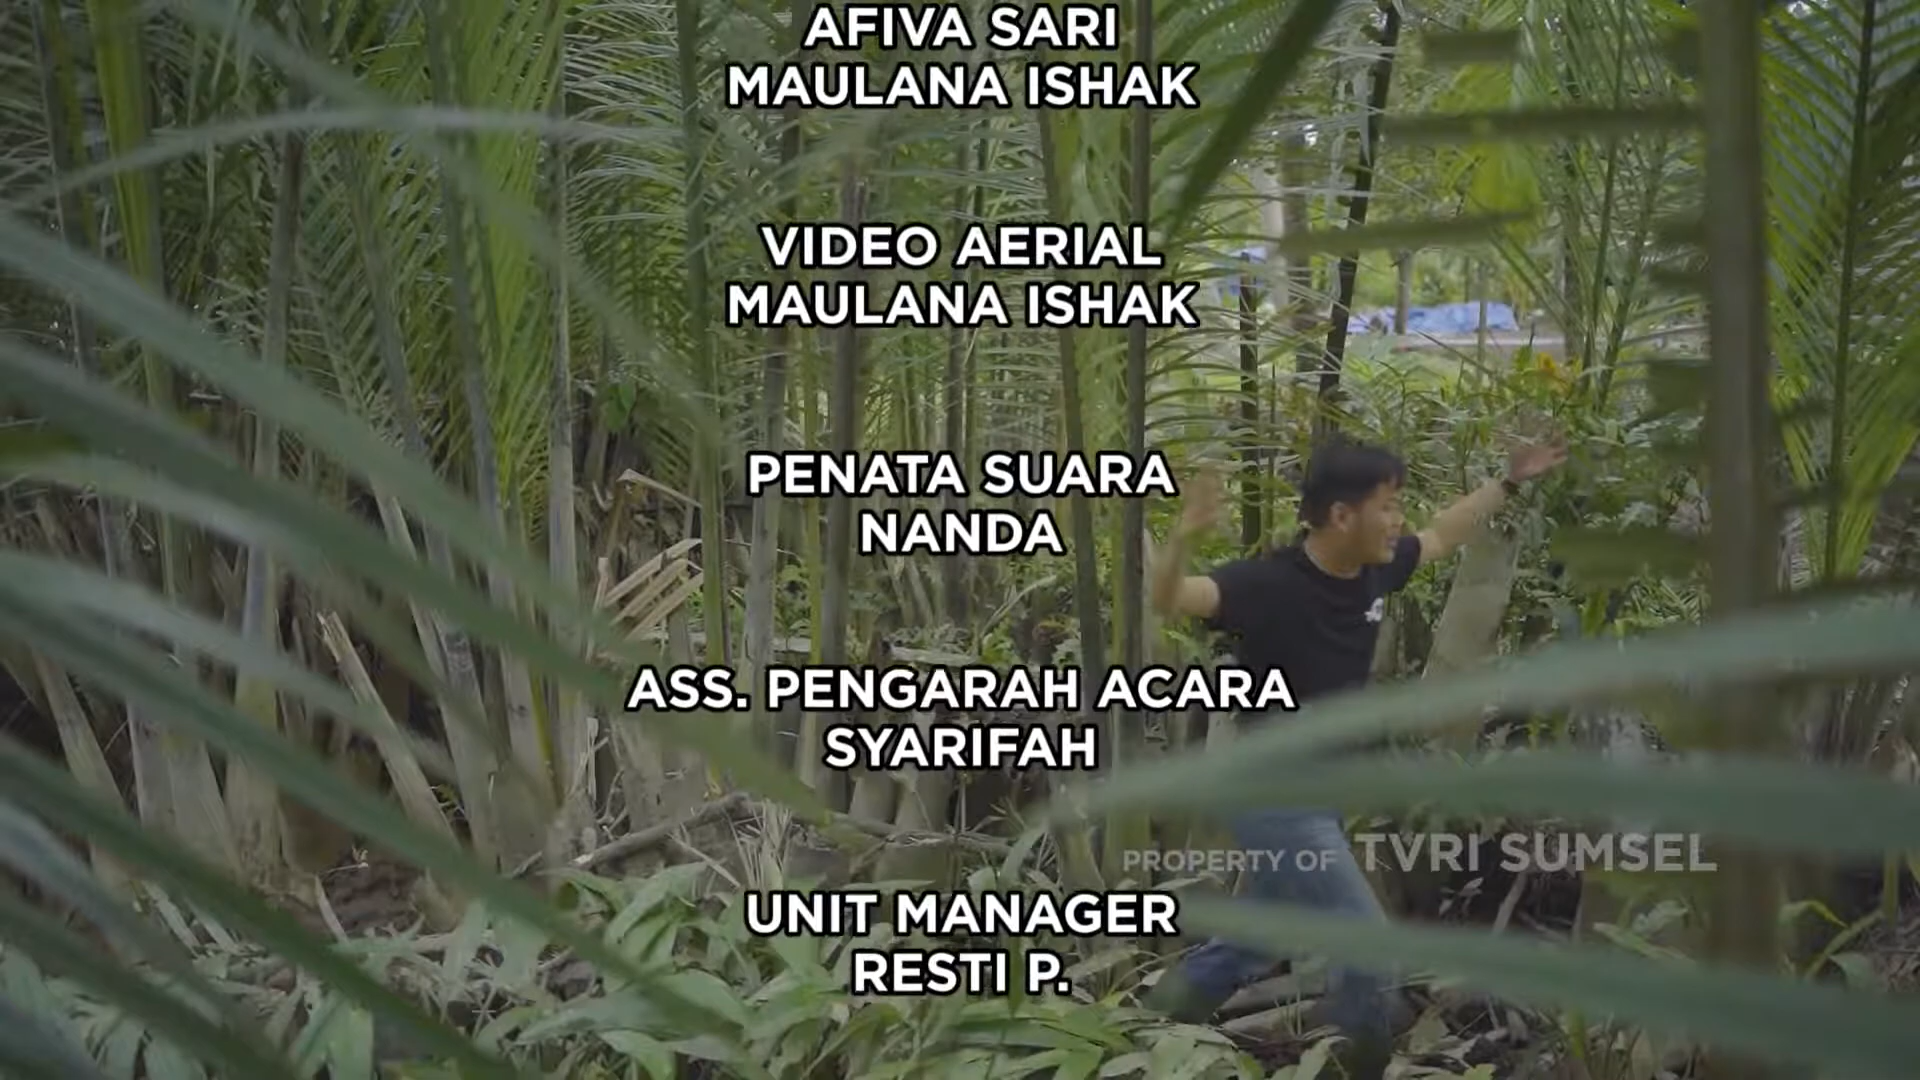 AFIVA SARI
MAULANA ISHAK
VIDEO AERIAL
MAULANA ISHAK
PENATA SUARA
NANDA
ASS. PENGARAH ACARA
SYARIFAH
PROPERTY OF TVRI SUMSEL
UNIT MANAGER
RESTI P.